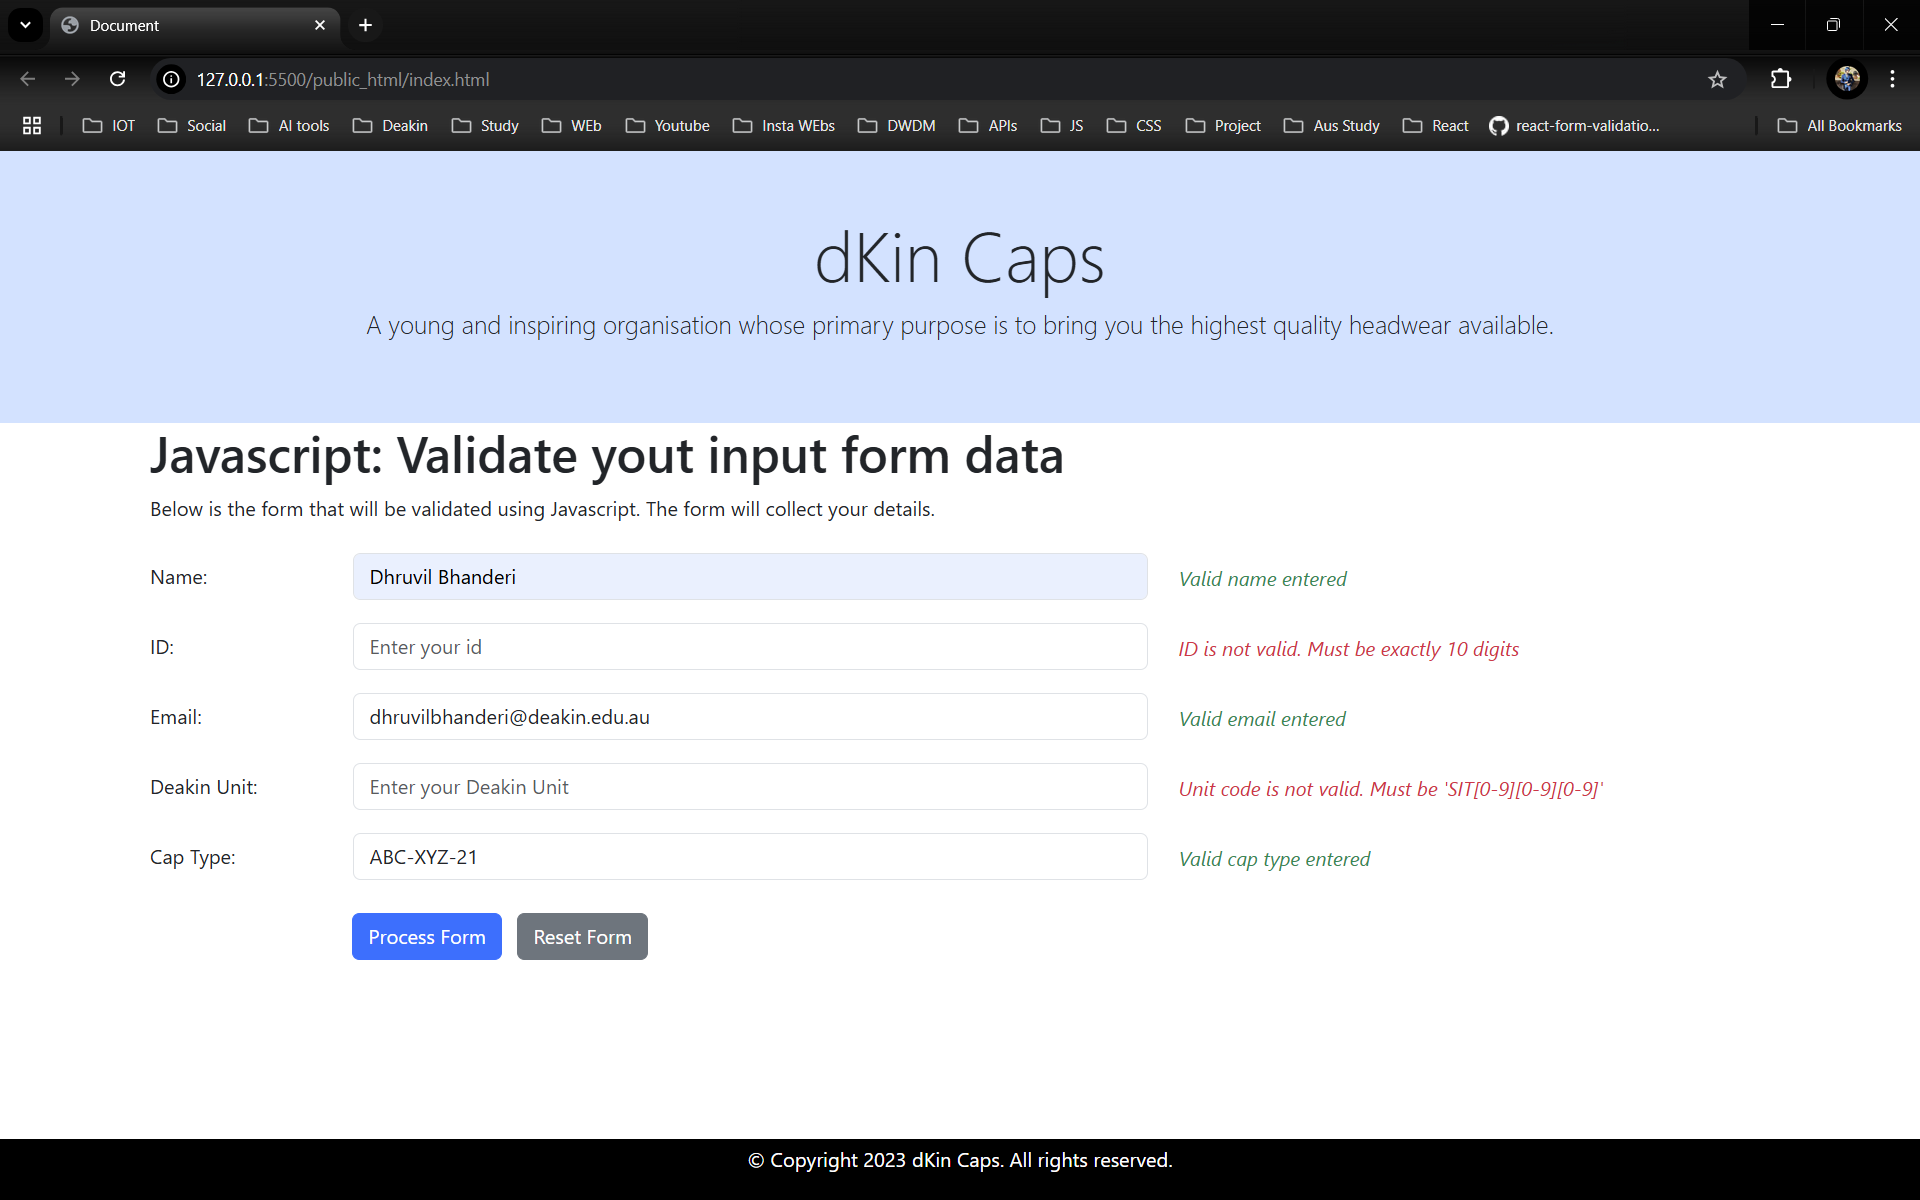 Document
127.0.0.1:5500/public_html/index.html
IOT Social AI tools Deakin Study WEb Youtube Insta WEbs DWDM APIs JS CSS Project Aus Study React react-form-validatio... All Bookmarks
dKin Caps
A young and inspiring organisation whose primary purpose is to bring you the highest quality headwear available.
Javascript: Validate yout input form data
Below is the form that will be validated using Javascript. The form will collect your details.
Name: Dhruvil Bhanderi Valid name entered
ID: Enter your id ID is not valid. Must be exactly 10 digits
Email: dhruvilbhanderi@deakin.edu.au Valid email entered
Deakin Unit: Enter your Deakin Unit Unit code is not valid. Must be 'SIT[0-9][0-9][0-9]'
Cap Type: ABC-XYZ-21 Valid cap type entered
Process Form Reset Form
© Copyright 2023 dKin Caps. All rights reserved.